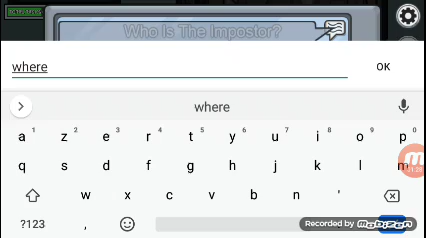 Who Is The Impostor?
where
OK
where
a 1 z 2 e 3 r 4 t 5 y 6 u 7 i 8 o 9 p 0
q s d f g h j k l m
w x c v b n '
?123 ,
Recorded by mobizen